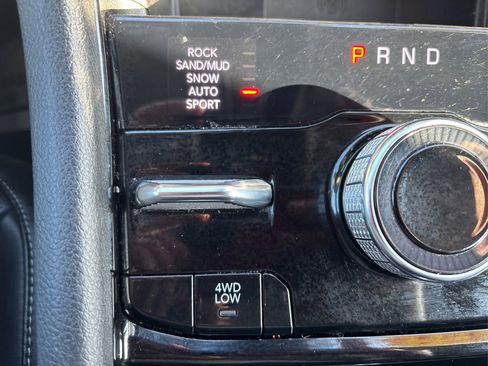 ROCK
SAND/MUD
SNOW
AUTO
SPORT
P R N D
4WD
LOW